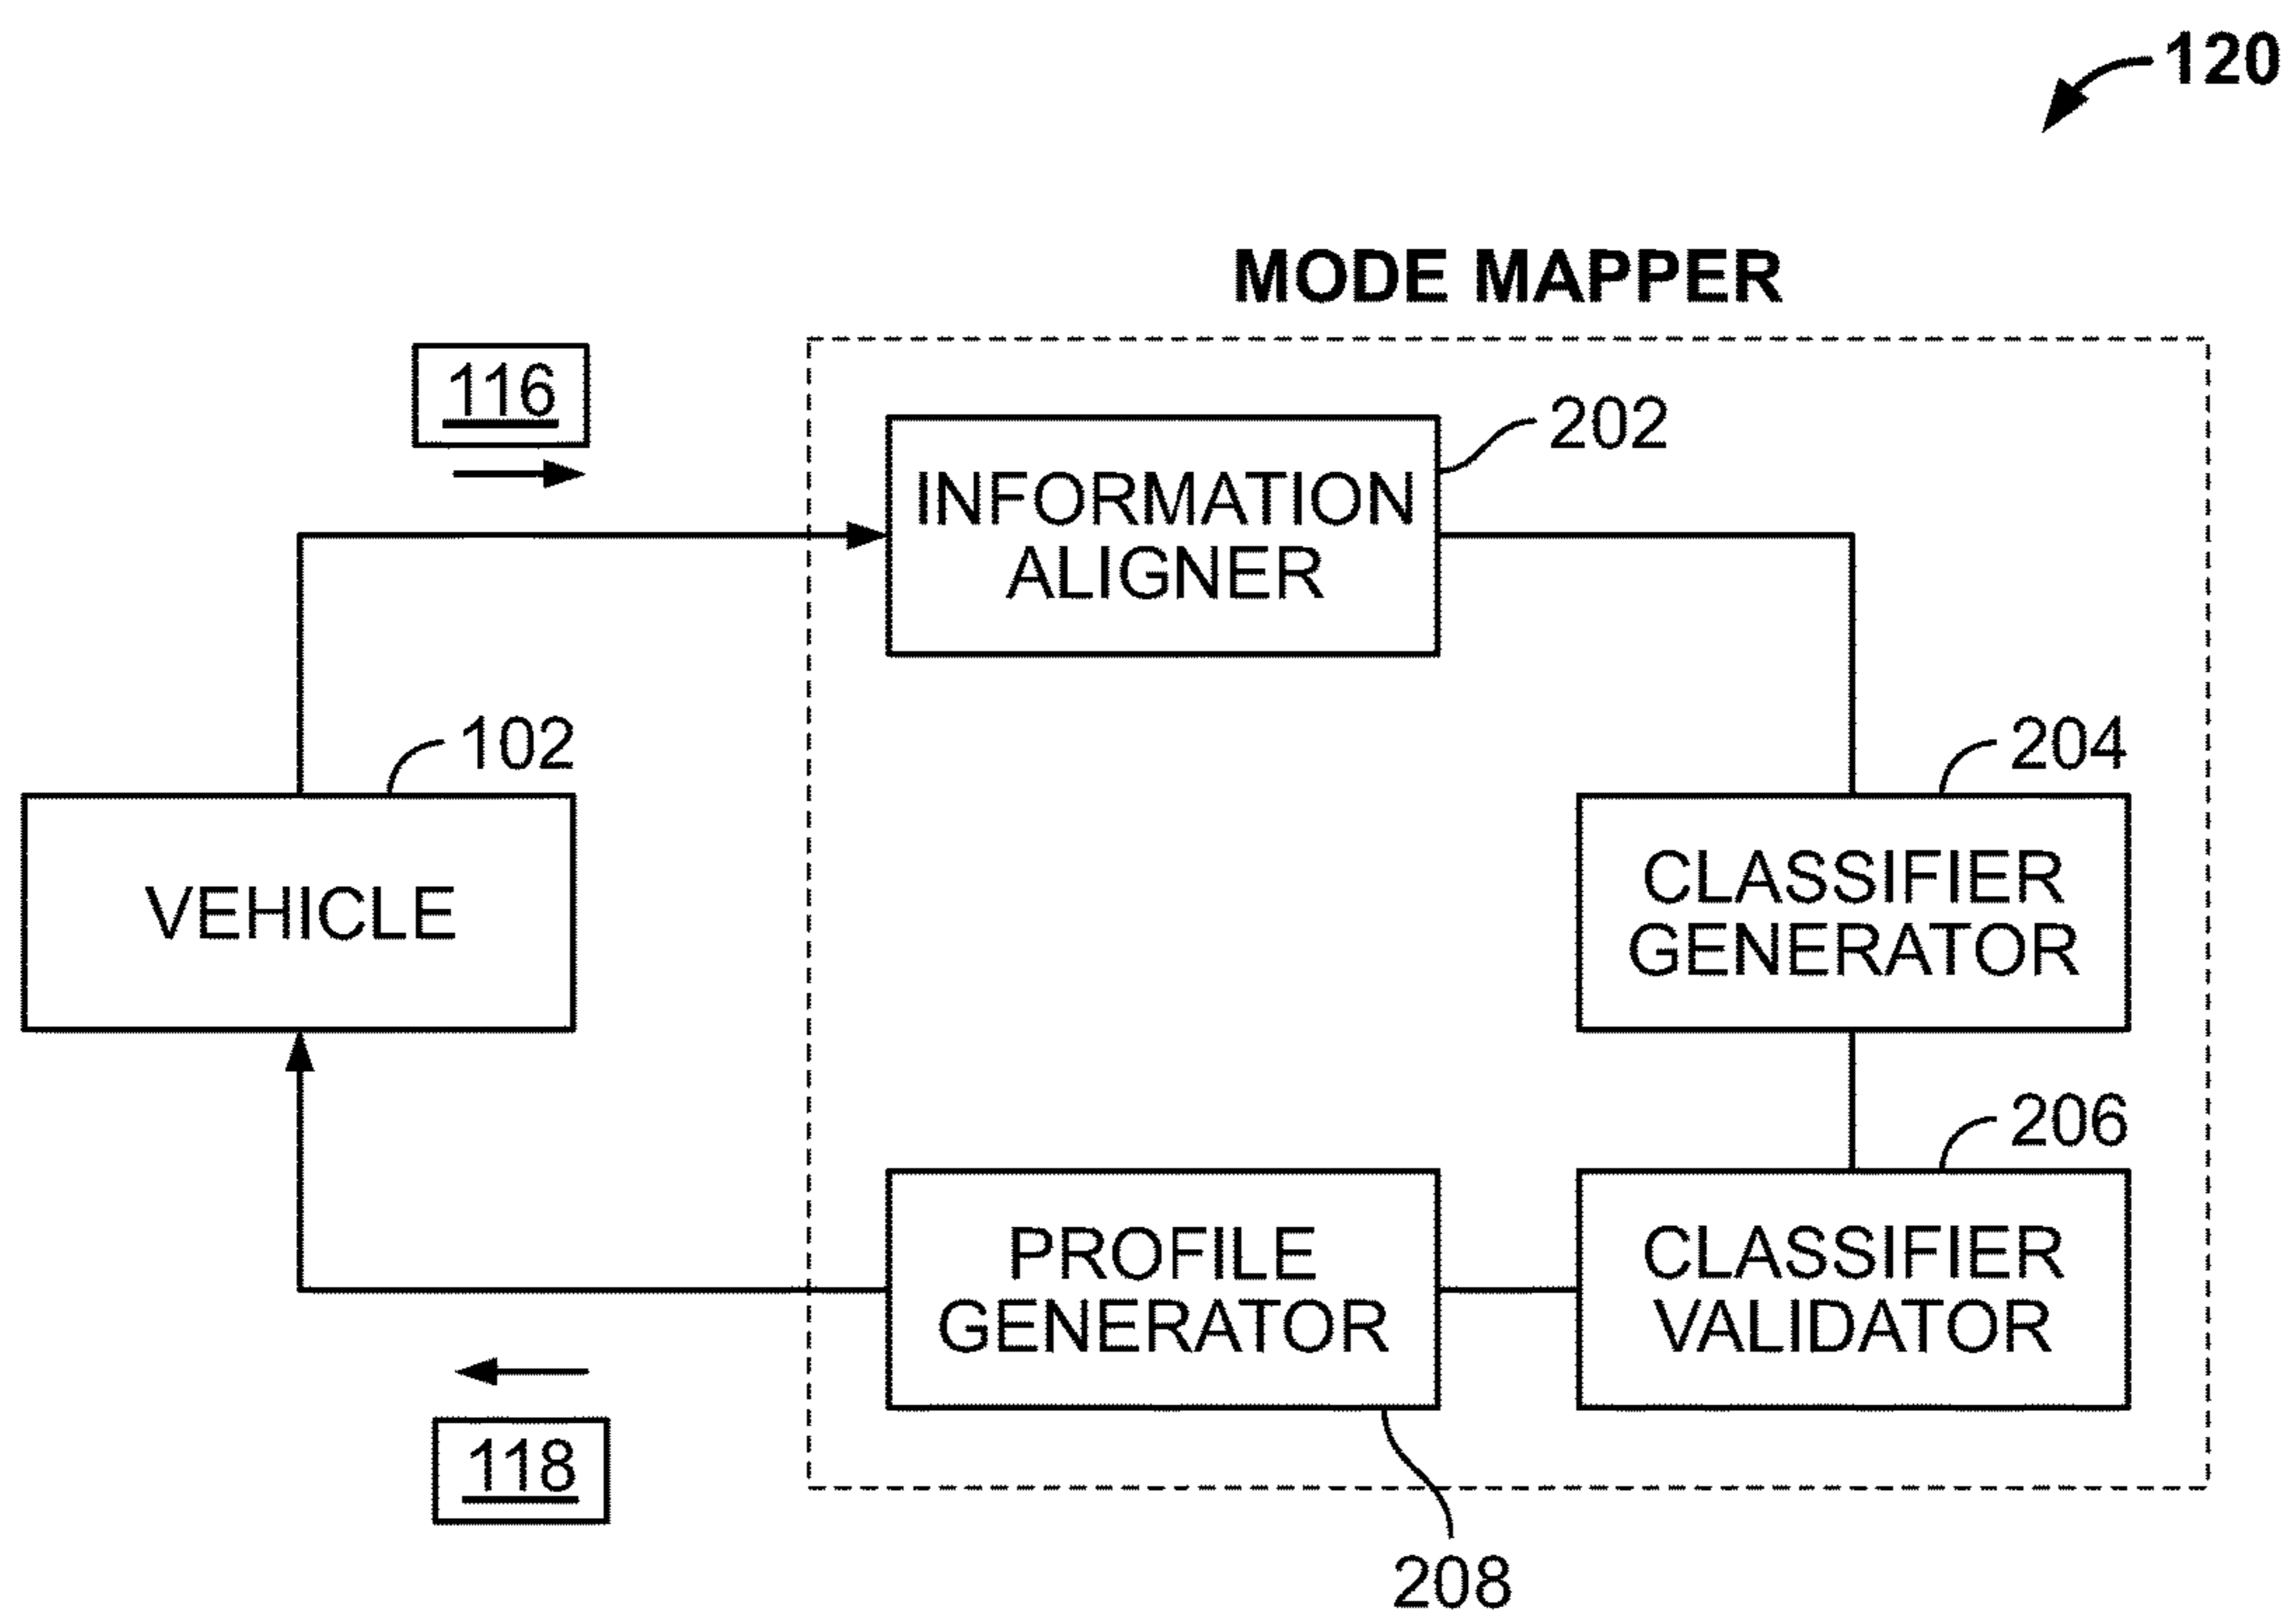 120
MODE MAPPER
116
202
INFORMATION
ALIGNER
102
204
VEHICLE
CLASSIFIER
GENERATOR
206
PROFILE
GENERATOR
CLASSIFIER
VALIDATOR
118
208